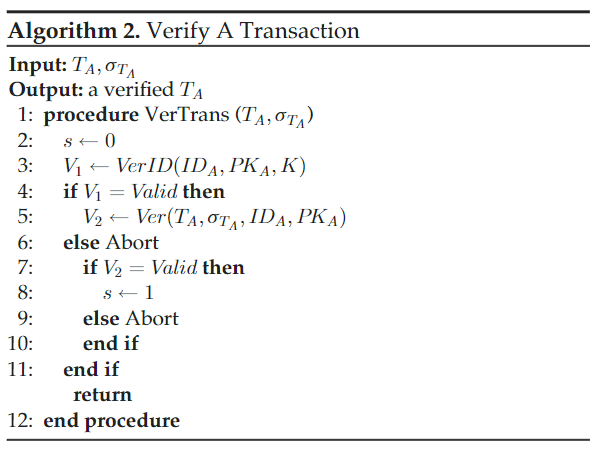 Algorithm 2. Verify A Transaction
Input: T_A, σ_{T_A}
Output: a verified T_A
1: procedure VerTrans (T_A, σ_{T_A})
2: s ← 0
3: V_1 ← VerID(ID_A, PK_A, K)
4: if V_1 = Valid then
5: V_2 ← Ver(T_A, σ_{T_A}, ID_A, PK_A)
6: else Abort
7: if V_2 = Valid then
8: s ← 1
9: else Abort
10: end if
11: end if
return
12: end procedure